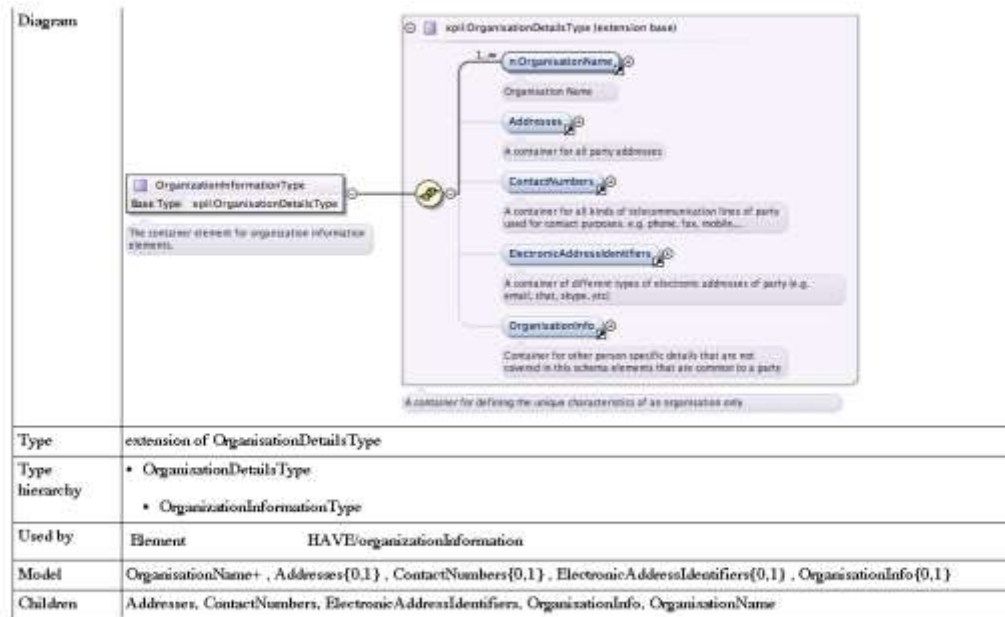 Diagram
xpil:OrganisationDetailsType (extension base)
1..∞
n:OrganisationName
Organisation Name
Addresses
A container for all party addresses
ContactNumbers
OrganizationInformationType
Base Type xpil:OrganisationDetailsType
A container for all kinds of telecommunication lines of party
used for contact purposes. e.g. phone, fax, mobile,...
The container element for organization information
elements.
ElectronicAddressIdentifiers
A container of different types of electronic addresses of party (e.g.
email, chat, skype, etc)
OrganisationInfo
Container for other person specific details that are not
covered in this schema elements that are common to a party
A container for defining the unique characteristics of an organisation only
Type extension of OrganisationDetailsType
Type hierarchy
• OrganisationDetailsType
• OrganizationInformationType
Used by Element HAVE/organizationInformation
Model OrganisationName+ , Addresses{0,1} , ContactNumbers{0,1} , ElectronicAddressIdentifiers{0,1} , OrganisationInfo{0,1}
Children Addresses, ContactNumbers, ElectronicAddressIdentifiers, OrganisationInfo, OrganisationName